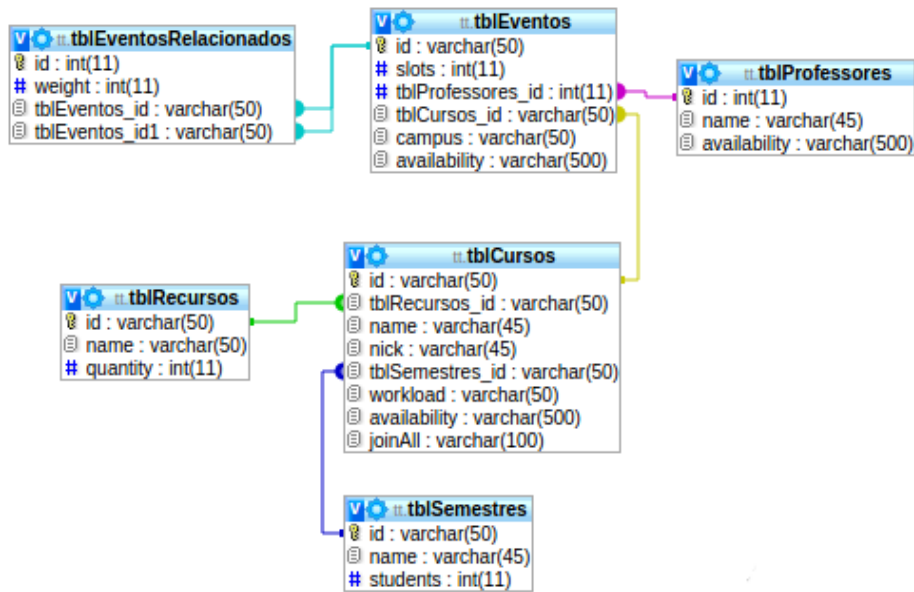 tt.tblEventosRelacionados
id : int(11)
# weight : int(11)
tblEventos_id : varchar(50)
tblEventos_id1 : varchar(50)
tt.tblEventos
id : varchar(50)
# slots : int(11)
# tblProfessores_id : int(11)
tblCursos_id : varchar(50)
campus : varchar(50)
availability : varchar(500)
tt.tblProfessores
id : int(11)
name : varchar(45)
availability : varchar(500)
tt.tblRecursos
id : varchar(50)
name : varchar(50)
# quantity : int(11)
tt.tblCursos
id : varchar(50)
tblRecursos_id : varchar(50)
name : varchar(45)
nick : varchar(45)
tblSemestres_id : varchar(50)
workload : varchar(50)
availability : varchar(500)
joinAll : varchar(100)
tt.tblSemestres
id : varchar(50)
name : varchar(45)
# students : int(11)